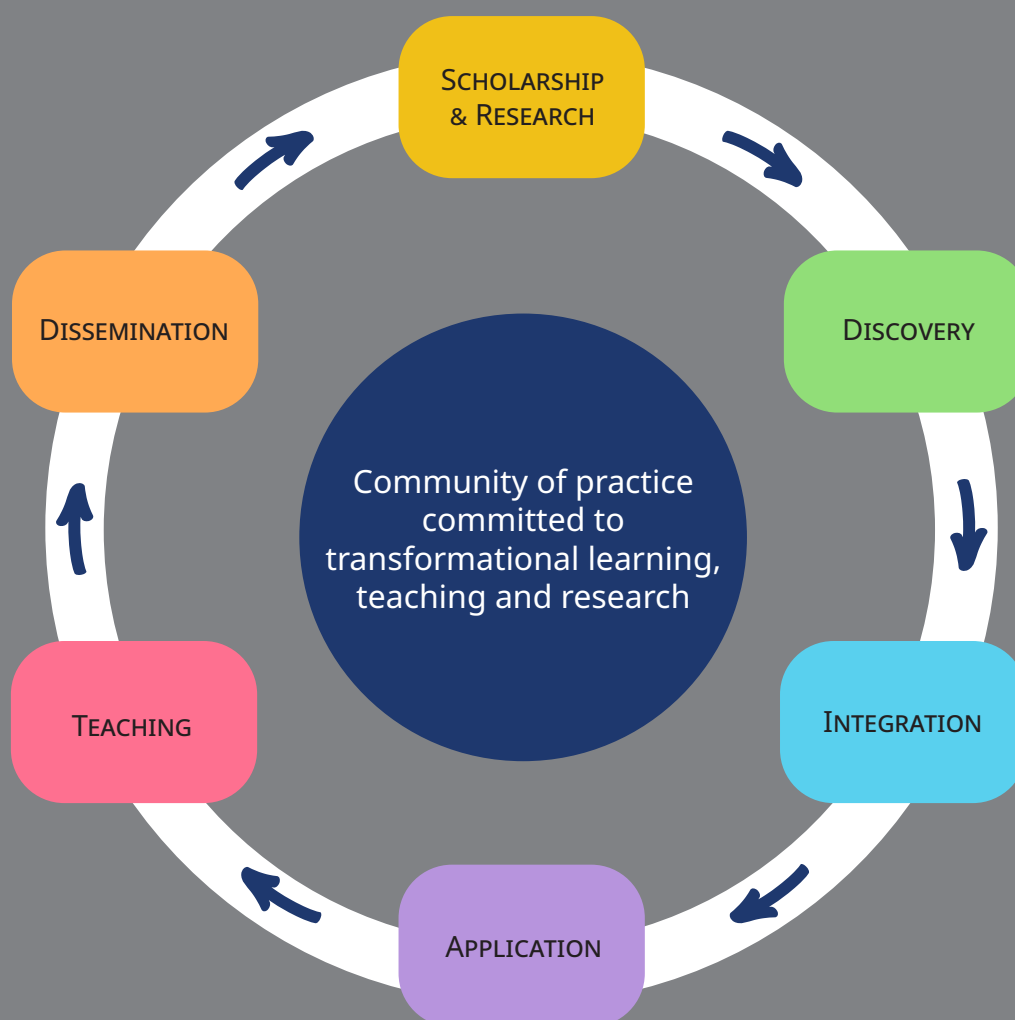 Scholarship
& Research
Discovery
Integration
Application
Teaching
Dissemination
Community of practice
committed to
transformational learning,
teaching and research